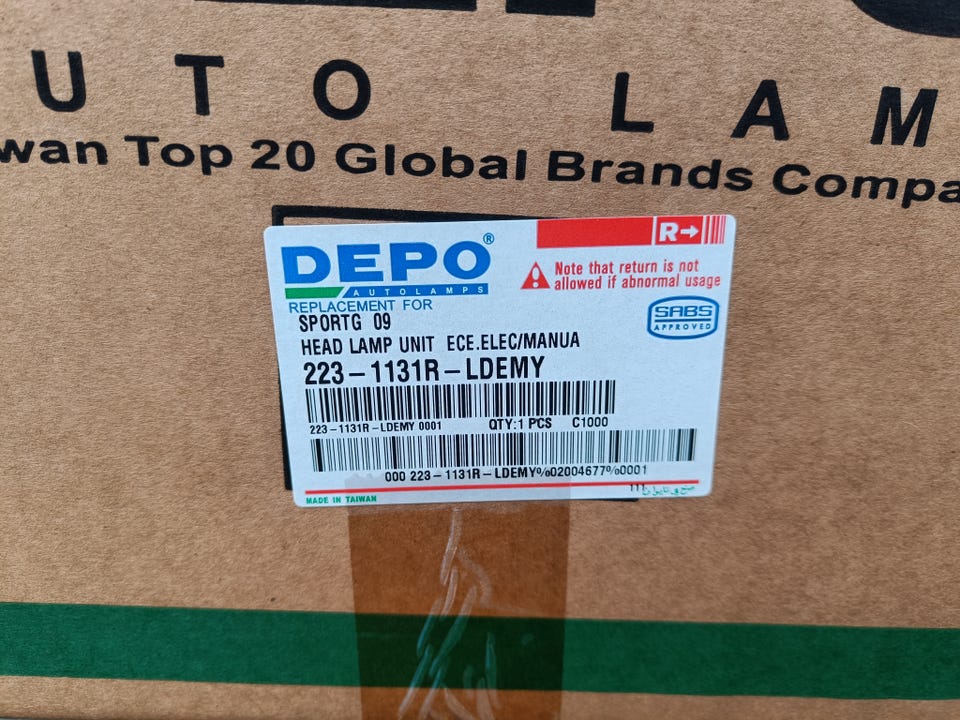 UTO LAM
wan Top 20 Global Brands Compa
DEPO®
AUTOLAMPS
R→
Note that return is not
allowed if abnormal usage
REPLACEMENT FOR
SPORTG 09
SABS
APPROVED
HEAD LAMP UNIT ECE.ELEC/MANUA
223-1131R-LDEMY
223-1131R-LDEMY 0001 QTY:1 PCS C1000
000 223-1131R-LDEMY%02004677%0001
MADE IN TAIWAN
111